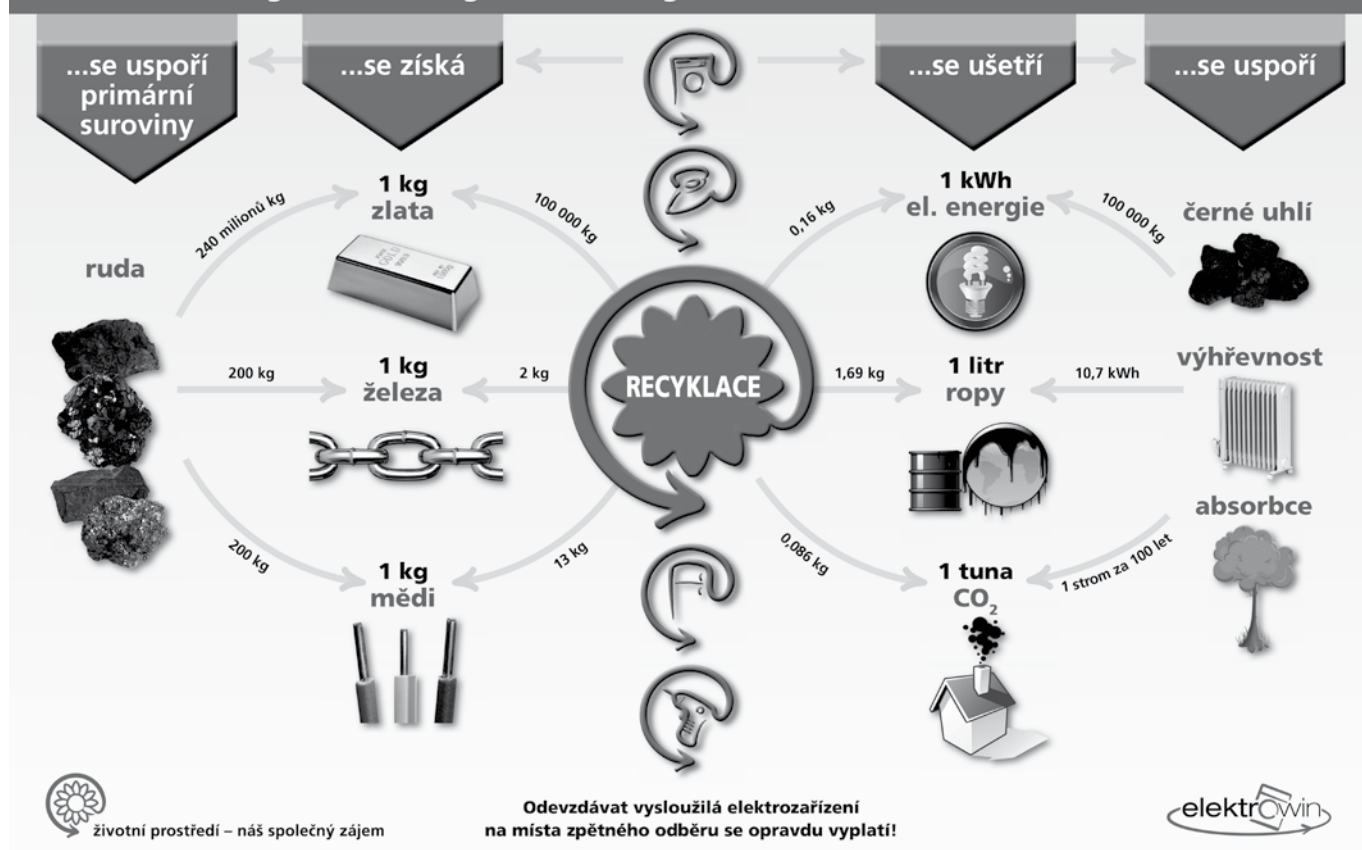 ...se uspoří
primární
suroviny
...se získá
...se ušetří
...se uspoří
1 kg
zlata
240 milionů kg
100 000 kg
1 kWh
el. energie
0,16 kg
100 000 kg
černé uhlí
ruda
GOLD
1 kg
železa
200 kg
2 kg
RECYKLACE
1,69 kg
1 litr
ropy
10,7 kWh
výhřevnost
absorbce
200 kg
13 kg
1 kg
mědi
0,086 kg
1 tuna
CO₂
1 strom za 100 let
životní prostředí – náš společný zájem
Odevzdávat vysloužilá elektrozařízení
na místa zpětného odběru se opravdu vyplatí!
elektrowin